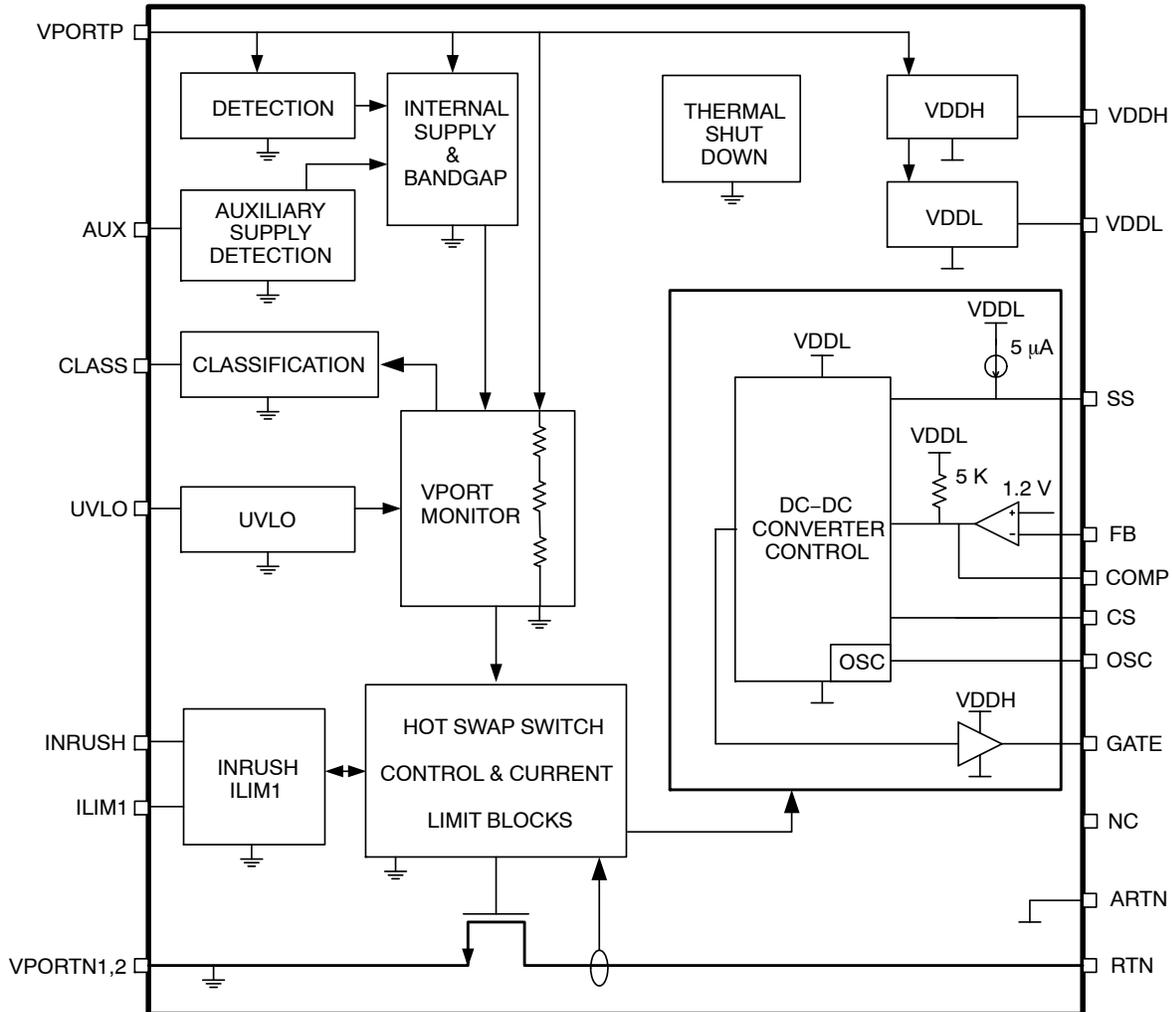 VPORTP
DETECTION
INTERNAL
SUPPLY
&
BANDGAP
THERMAL
SHUT
DOWN
VDDH
VDDH
AUX
AUXILIARY
SUPPLY
DETECTION
VDDL
VDDL
CLASS
CLASSIFICATION
VDDL
VDDL
5 μA
SS
UVLO
UVLO
VPORT
MONITOR
DC−DC
CONVERTER
CONTROL
VDDL
5 K
1.2 V
+
−
FB
COMP
CS
OSC
OSC
INRUSH
ILIM1
INRUSH
ILIM1
HOT SWAP SWITCH
CONTROL & CURRENT
LIMIT BLOCKS
VDDH
GATE
NC
ARTN
VPORTN1,2
RTN